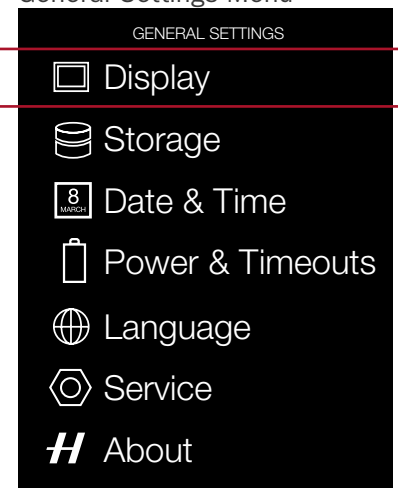 General Settings Menu
GENERAL SETTINGS
Display
Storage
8
MARCH
Date & Time
Power & Timeouts
Language
Service
H About